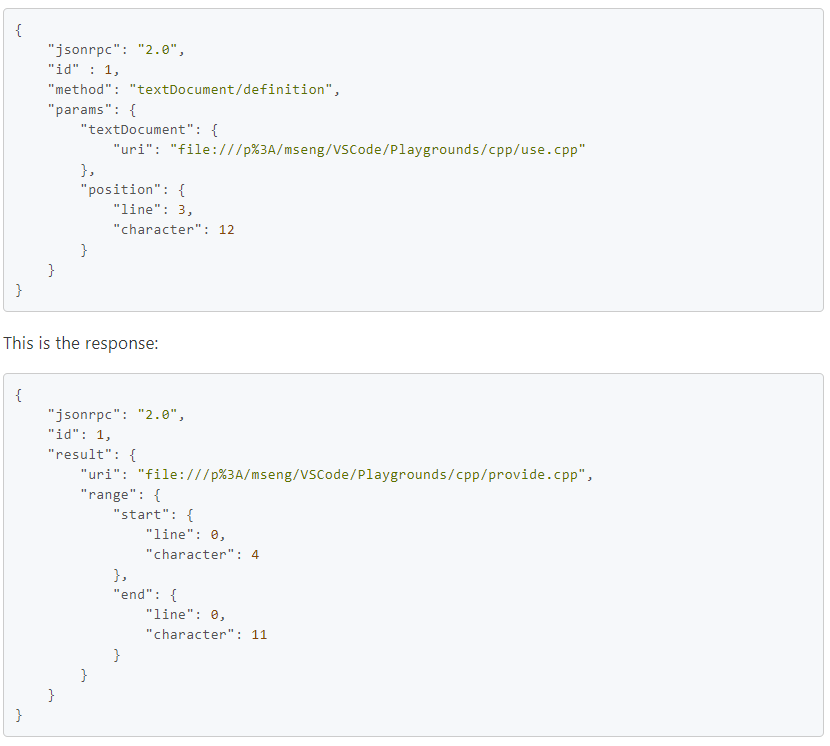 {
    "jsonrpc": "2.0",
    "id" : 1,
    "method": "textDocument/definition",
    "params": {
        "textDocument": {
            "uri": "file:///p%3A/mseng/VSCode/Playgrounds/cpp/use.cpp"
        },
        "position": {
            "line": 3,
            "character": 12
        }
    }
}
This is the response:
{
    "jsonrpc": "2.0",
    "id": 1,
    "result": {
        "uri": "file:///p%3A/mseng/VSCode/Playgrounds/cpp/provide.cpp",
        "range": {
            "start": {
                "line": 0,
                "character": 4
            },
            "end": {
                "line": 0,
                "character": 11
            }
        }
    }
}